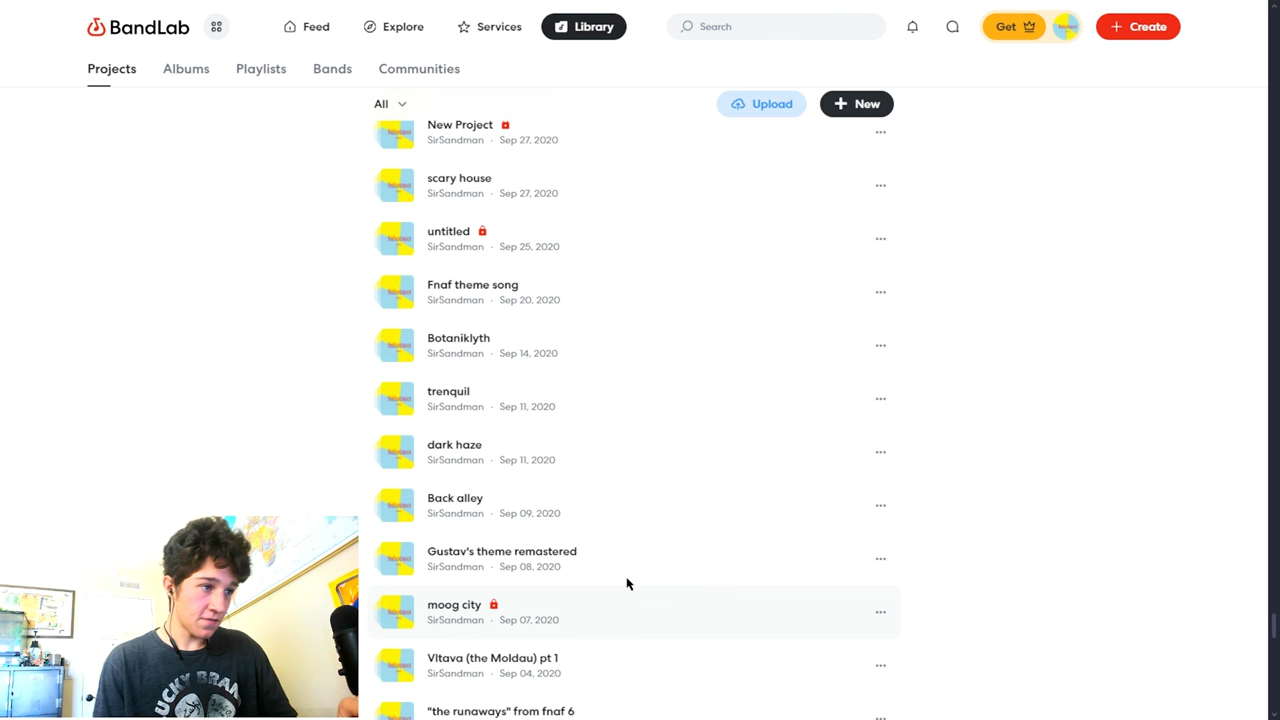 BandLab
Feed
Explore
Services
Library
Search
Get
Create
Projects
Albums
Playlists
Bands
Communities
All
Upload
New
New Project
SirSandman · Sep 27, 2020
scary house
SirSandman · Sep 27, 2020
untitled
SirSandman · Sep 25, 2020
Fnaf theme song
SirSandman · Sep 20, 2020
Botaniklyth
SirSandman · Sep 14, 2020
trenquil
SirSandman · Sep 11, 2020
dark haze
SirSandman · Sep 11, 2020
Back alley
SirSandman · Sep 09, 2020
Gustav's theme remastered
SirSandman · Sep 08, 2020
moog city
SirSandman · Sep 07, 2020
Vltava (the Moldau) pt 1
SirSandman · Sep 04, 2020
"the runaways" from fnaf 6
UCKY BRAN